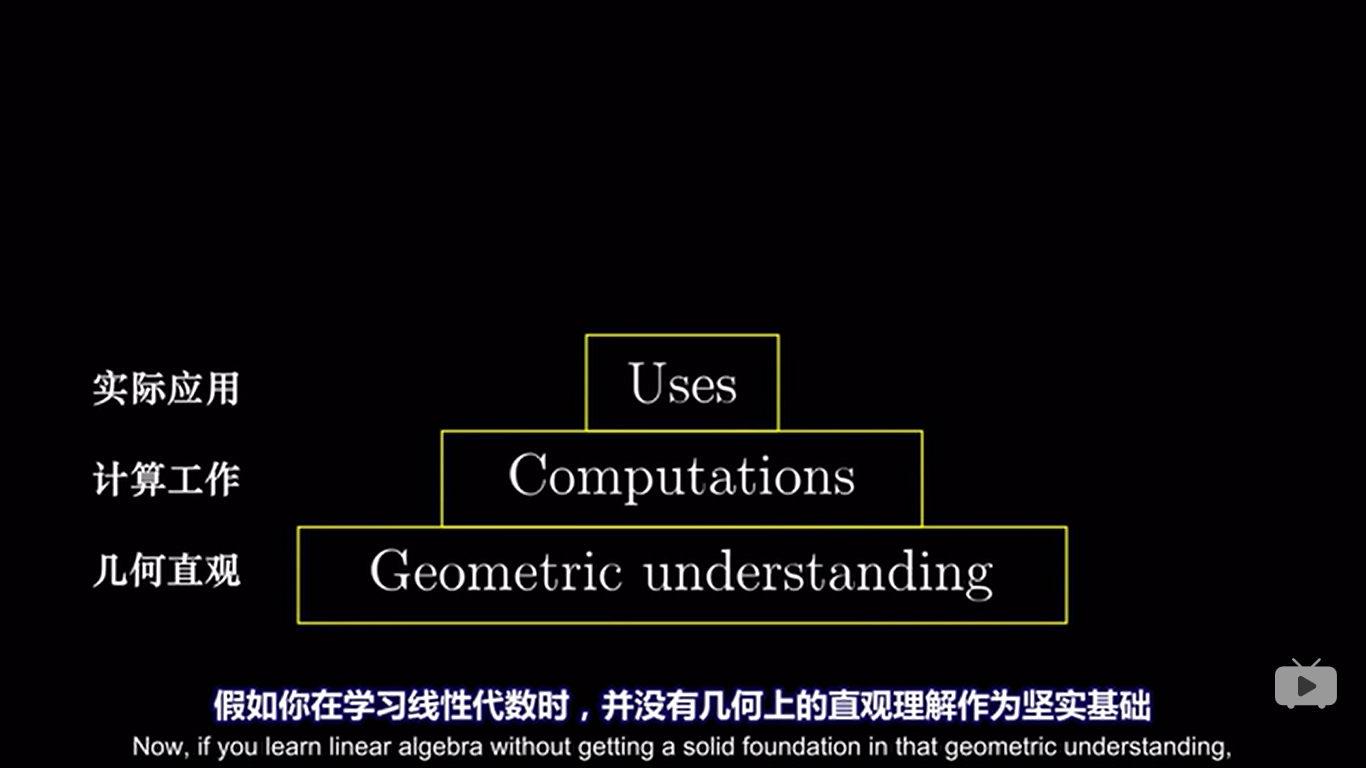 实际应用 Uses
计算工作 Computations
几何直观 Geometric understanding
假如你在学习线性代数时，并没有几何上的直观理解作为坚实基础
Now, if you learn linear algebra without getting a solid foundation in that geometric understanding,